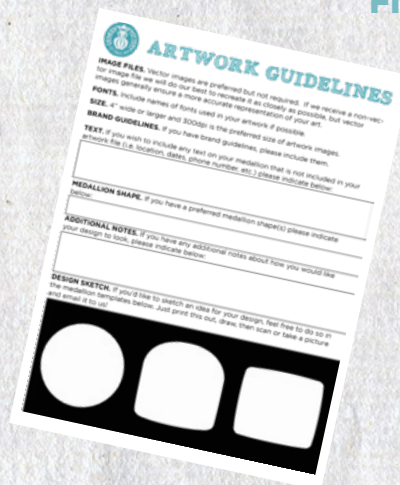 ARTWORK GUIDELINES
IMAGE FILES. Vector images are preferred but not required. If we receive a non-vec-
tor image file we will do our best to recreate it as closely as possible, but vector
images generally ensure a more accurate representation of your art.
FONTS. Include names of fonts used in your artwork if possible.
SIZE. 4" wide or larger and 300dpi is the preferred size of artwork images.
BRAND GUIDELINES. If you have brand guidelines, please include them.
TEXT. If you wish to include any text on your medallion that is not included in your
artwork file (i.e. location, dates, phone number, etc.) please indicate below:
MEDALLION SHAPE. If you have a preferred medallion shape(s) please indicate
below:
ADDITIONAL NOTES. If you have any additional notes about how you would like
your design to look, please indicate below:
DESIGN SKETCH. If you'd like to sketch an idea for your design, feel free to do so in
the medallion templates below. Just print this out, draw, then scan or take a picture
and email it to us!